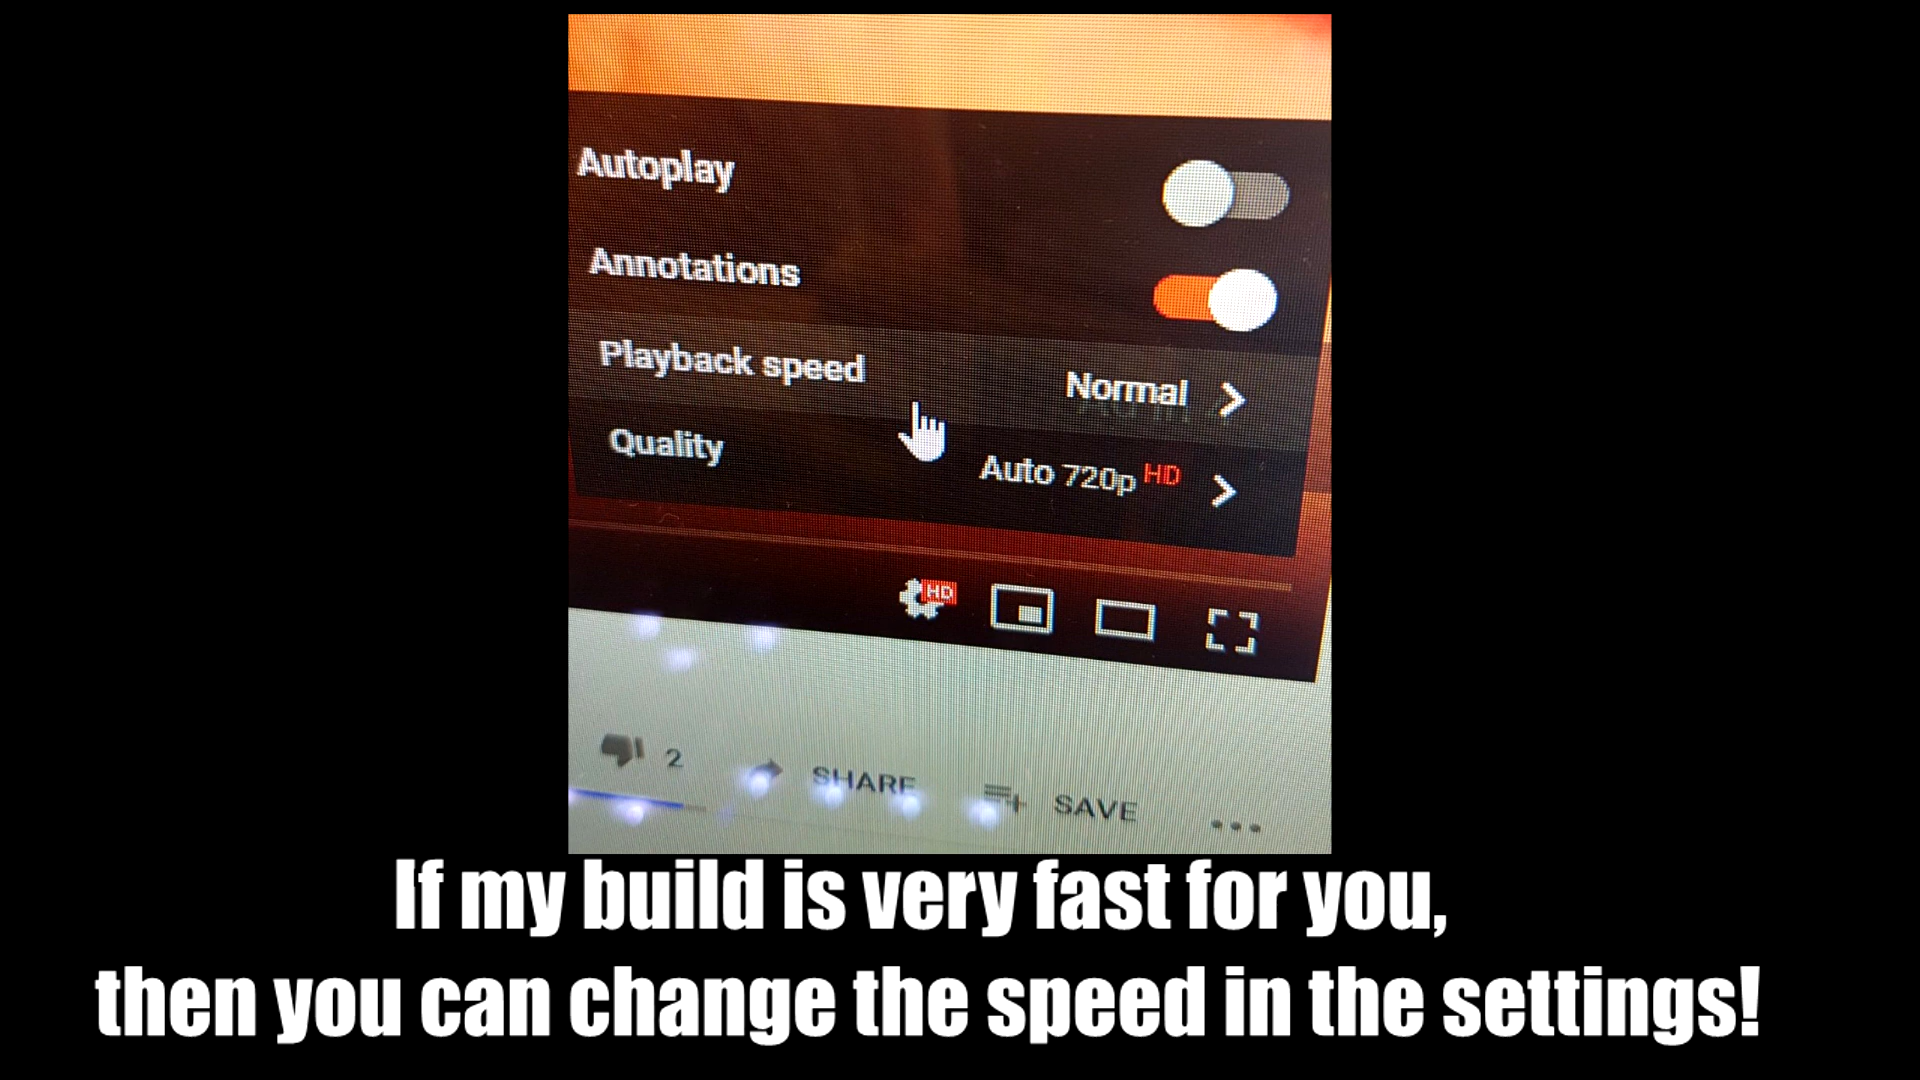 Autoplay
Annotations
Playback speed Normal
Quality Auto 720p HD
HD
2 SHARE SAVE
If my build is very fast for you,
then you can change the speed in the settings!